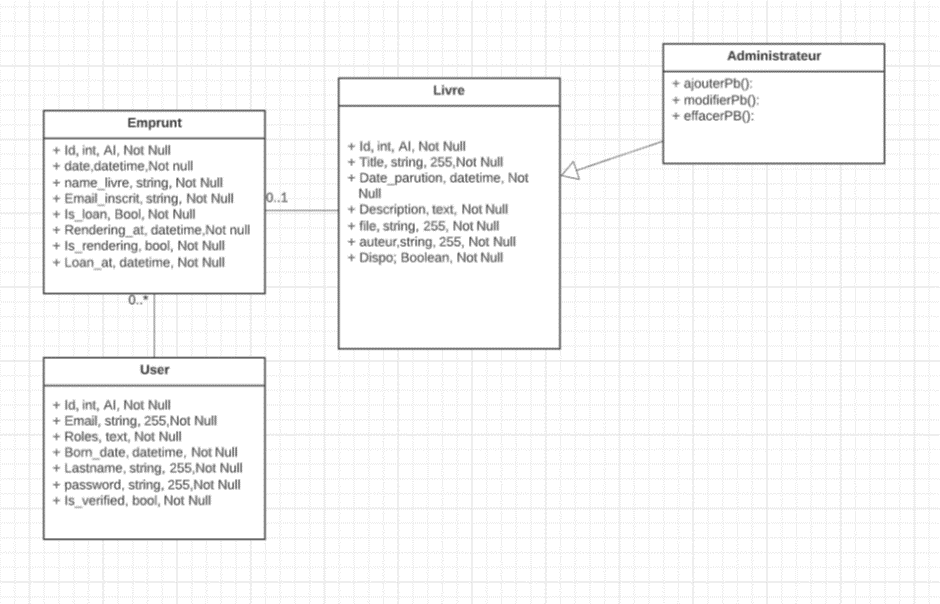 Administrateur
+ ajouterPb():
+ modifierPb():
+ effacerPB():
Livre
+ Id, int, AI, Not Null
+ Title, string, 255,Not Null
+ Date_parution, datetime, Not
Null
+ Description, text, Not Null
+ file, string, 255, Not Null
+ auteur,string, 255, Not Null
+ Dispo; Boolean, Not Null
Emprunt
+ Id, int, AI, Not Null
+ date,datetime,Not null
+ name_livre, string, Not Null
+ Email_inscrit, string, Not Null
+ Is_loan, Bool, Not Null
+ Rendering_at, datetime,Not null
+ Is_rendering, bool, Not Null
+ Loan_at, datetime, Not Null
0..1
0..*
User
+ Id, int, AI, Not Null
+ Email, string, 255,Not Null
+ Roles, text, Not Null
+ Born_date, datetime, Not Null
+ Lastname, string, 255,Not Null
+ password, string, 255,Not Null
+ Is_verified, bool, Not Null